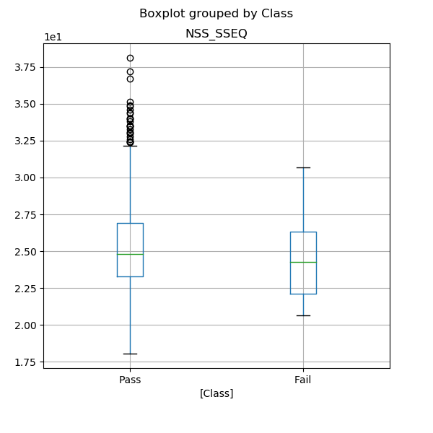 Boxplot grouped by Class
NSS_SSEQ
1e1
3.75
3.50
3.25
3.00
2.75
2.50
2.25
2.00
1.75
Pass Fail
[Class]